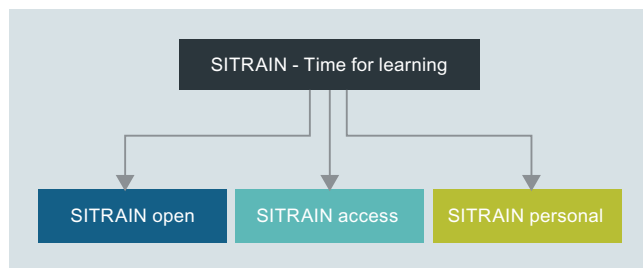 SITRAIN - Time for learning
SITRAIN open
SITRAIN access
SITRAIN personal